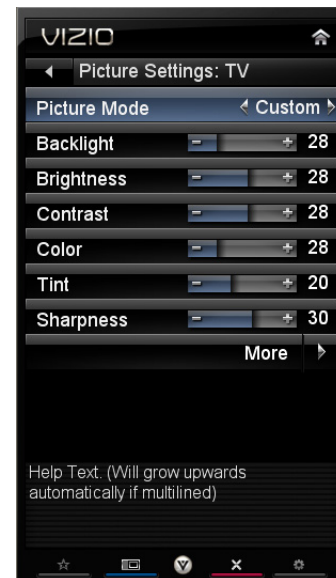 VIZIO
Picture Settings: TV
Picture Mode Custom
Backlight - + 28
Brightness - + 28
Contrast - + 28
Color - + 28
Tint - + 20
Sharpness - + 30
More
Help Text. (Will grow upwards
automatically if multilined)
V